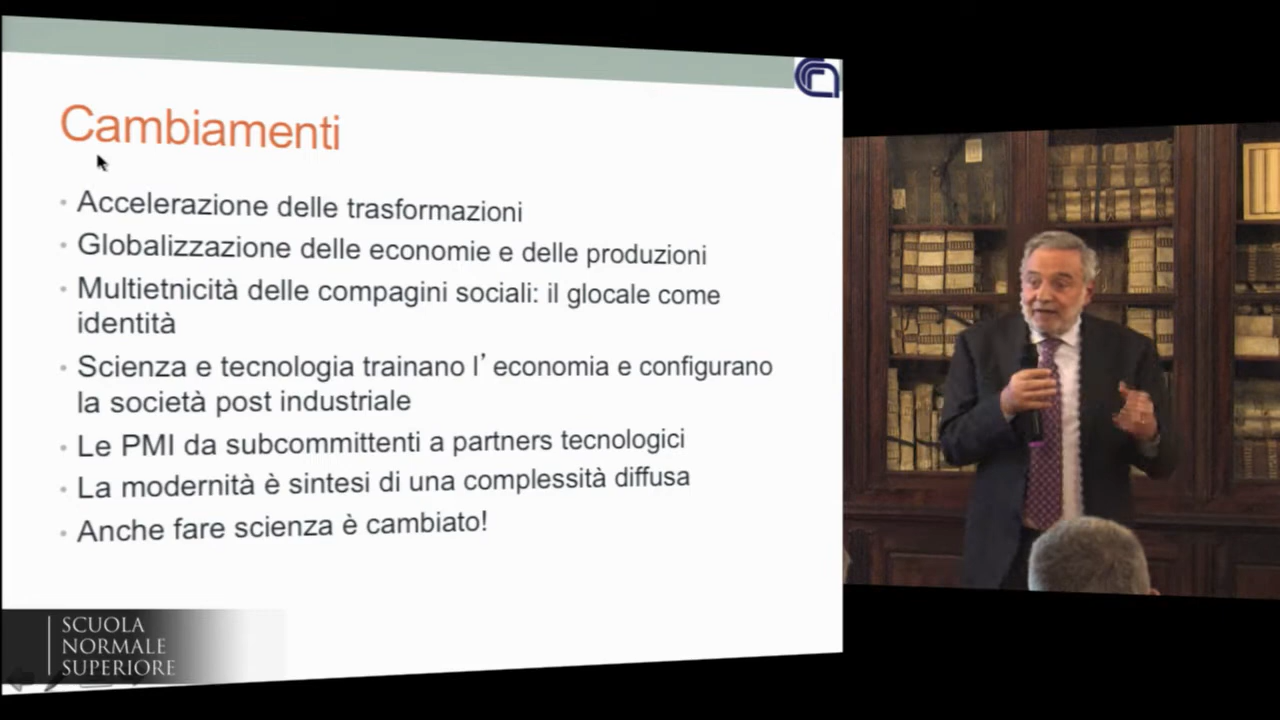 Cambiamenti
Accelerazione delle trasformazioni
Globalizzazione delle economie e delle produzioni
Multietnicità delle compagini sociali: il glocale come
identità
Scienza e tecnologia trainano l’economia e configurano
la società post industriale
Le PMI da subcommittenti a partners tecnologici
La modernità è sintesi di una complessità diffusa
Anche fare scienza è cambiato!
SCUOLA
NORMALE
SUPERIORE